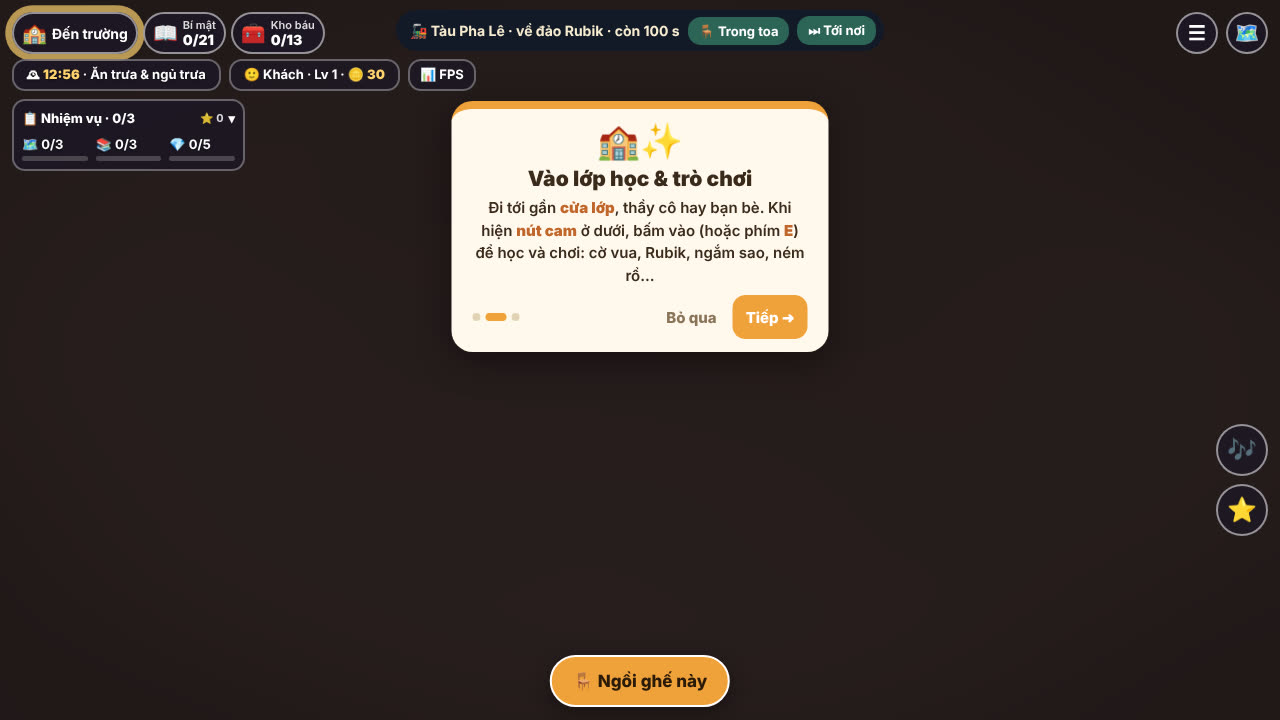 Đến trường
Bí mật
0/21
Kho báu
0/13
Tàu Pha Lê · về đảo Rubik · còn 100 s
Trong toa
Tới nơi
12:56 · Ăn trưa & ngủ trưa
Khách · Lv 1 · 30
FPS
Nhiệm vụ · 0/3
0 ▾
0/3
0/3
0/5
Vào lớp học & trò chơi
Đi tới gần cửa lớp, thầy cô hay bạn bè. Khi
hiện nút cam ở dưới, bấm vào (hoặc phím E)
để học và chơi: cờ vua, Rubik, ngắm sao, ném
rổ...
Bỏ qua
Tiếp ➜
Ngồi ghế này